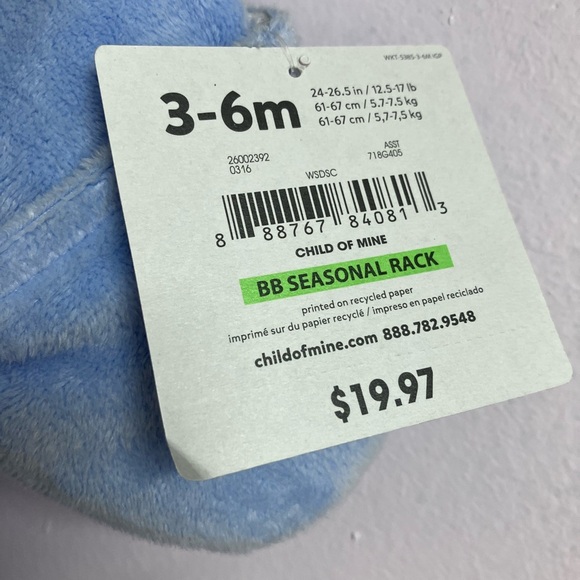 WKT-5385-3-6M IGP
3-6m
24-26.5 in / 12.5-17 lb
61-67 cm / 5.7-7.5 kg
61-67 cm / 5,7-7,5 kg
26002392
0316
ASST
718G405
WSDSC
8 88767 84081 3
CHILD OF MINE
BB SEASONAL RACK
printed on recycled paper
imprimé sur du papier recyclé / impreso en papel reciclado
childofmine.com 888.782.9548
$19.97